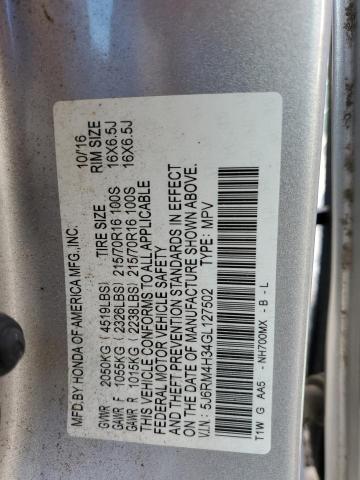 MFD. BY HONDA OF AMERICA MFG.,INC. 10/16
TIRE SIZE RIM SIZE
GVWR 2050KG (4519LBS)
GAWR F 1055KG (2326LBS) 215/70R16 100S 16X6.5J
GAWR R 1015KG (2238LBS) 215/70R16 100S 16X6.5J
THIS VEHICLE CONFORMS TO ALL APPLICABLE
FEDERAL MOTOR VEHICLE SAFETY
AND THEFT PREVENTION STANDARDS IN EFFECT
ON THE DATE OF MANUFACTURE SHOWN ABOVE.
V.I.N: 5J6RM4H34GL127502 TYPE: MPV
T1W G AA5 - NH700MX - B - L